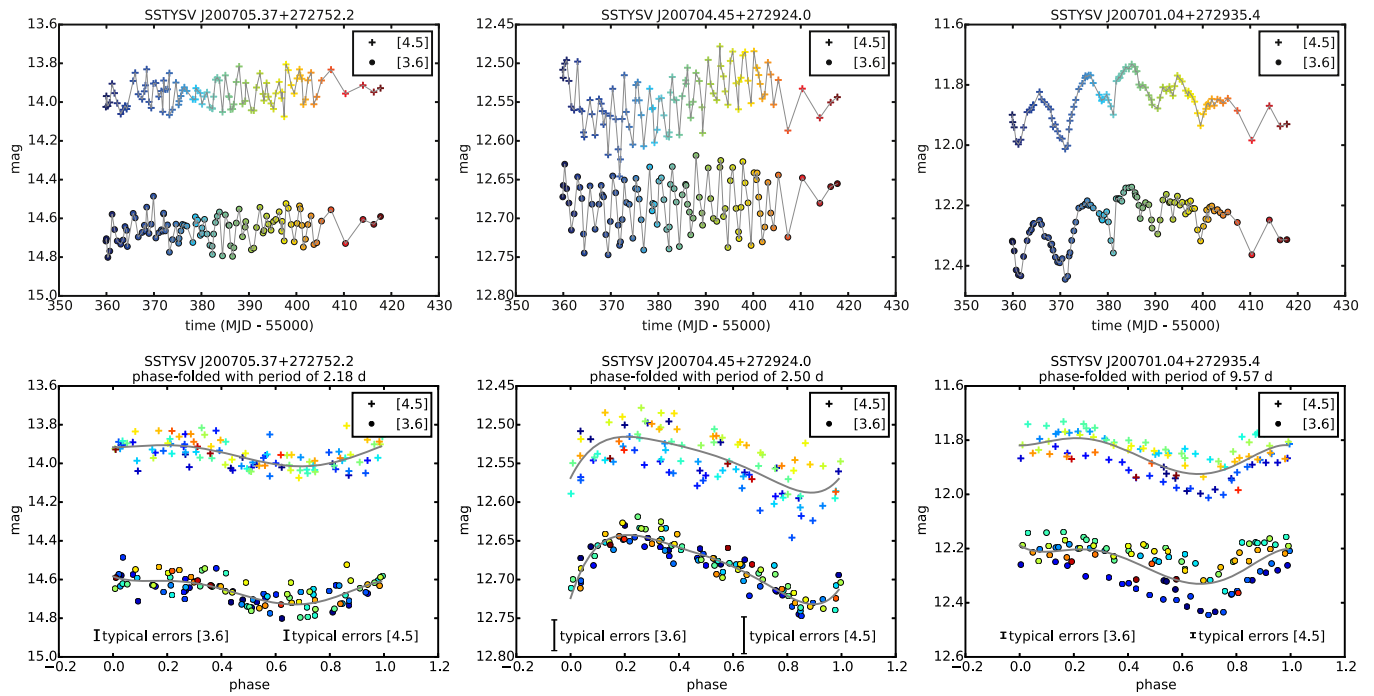 SSTYSV J200705.37+272752.2
13.6
13.8
14.0
14.2
14.4
14.6
14.8
15.0
mag
[4.5]
[3.6]
350 360 370 380 390 400 410 420 430
time (MJD - 55000)
SSTYSV J200704.45+272924.0
12.45
12.50
12.55
12.60
12.65
12.70
12.75
12.80
mag
[4.5]
[3.6]
350 360 370 380 390 400 410 420 430
time (MJD - 55000)
SSTYSV J200701.04+272935.4
11.6
11.8
12.0
12.2
12.4
mag
[4.5]
[3.6]
350 360 370 380 390 400 410 420 430
time (MJD - 55000)
SSTYSV J200705.37+272752.2
phase-folded with period of 2.18 d
13.6
13.8
14.0
14.2
14.4
14.6
14.8
15.0
mag
[4.5]
[3.6]
typical errors [3.6] typical errors [4.5]
−0.2 0.0 0.2 0.4 0.6 0.8 1.0 1.2
phase
SSTYSV J200704.45+272924.0
phase-folded with period of 2.50 d
12.45
12.50
12.55
12.60
12.65
12.70
12.75
12.80
mag
[4.5]
[3.6]
typical errors [3.6] typical errors [4.5]
−0.2 0.0 0.2 0.4 0.6 0.8 1.0 1.2
phase
SSTYSV J200701.04+272935.4
phase-folded with period of 9.57 d
11.6
11.8
12.0
12.2
12.4
12.6
mag
[4.5]
[3.6]
typical errors [3.6] typical errors [4.5]
−0.2 0.0 0.2 0.4 0.6 0.8 1.0 1.2
phase